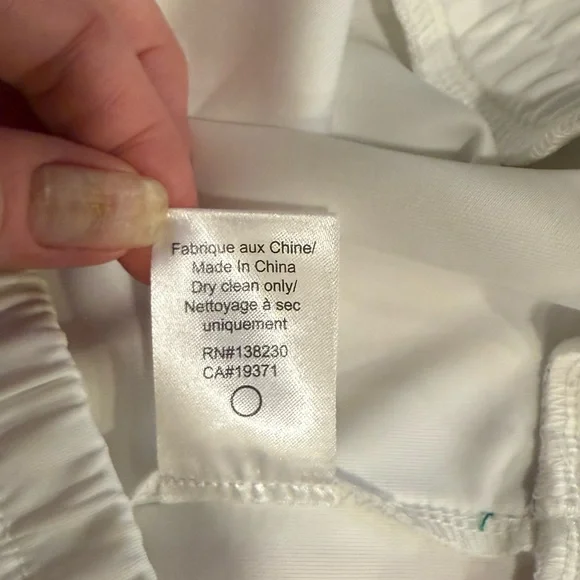 Fabrique aux Chine/
Made In China
Dry clean only/
Nettoyage à sec
uniquement
RN#138230
CA#19371